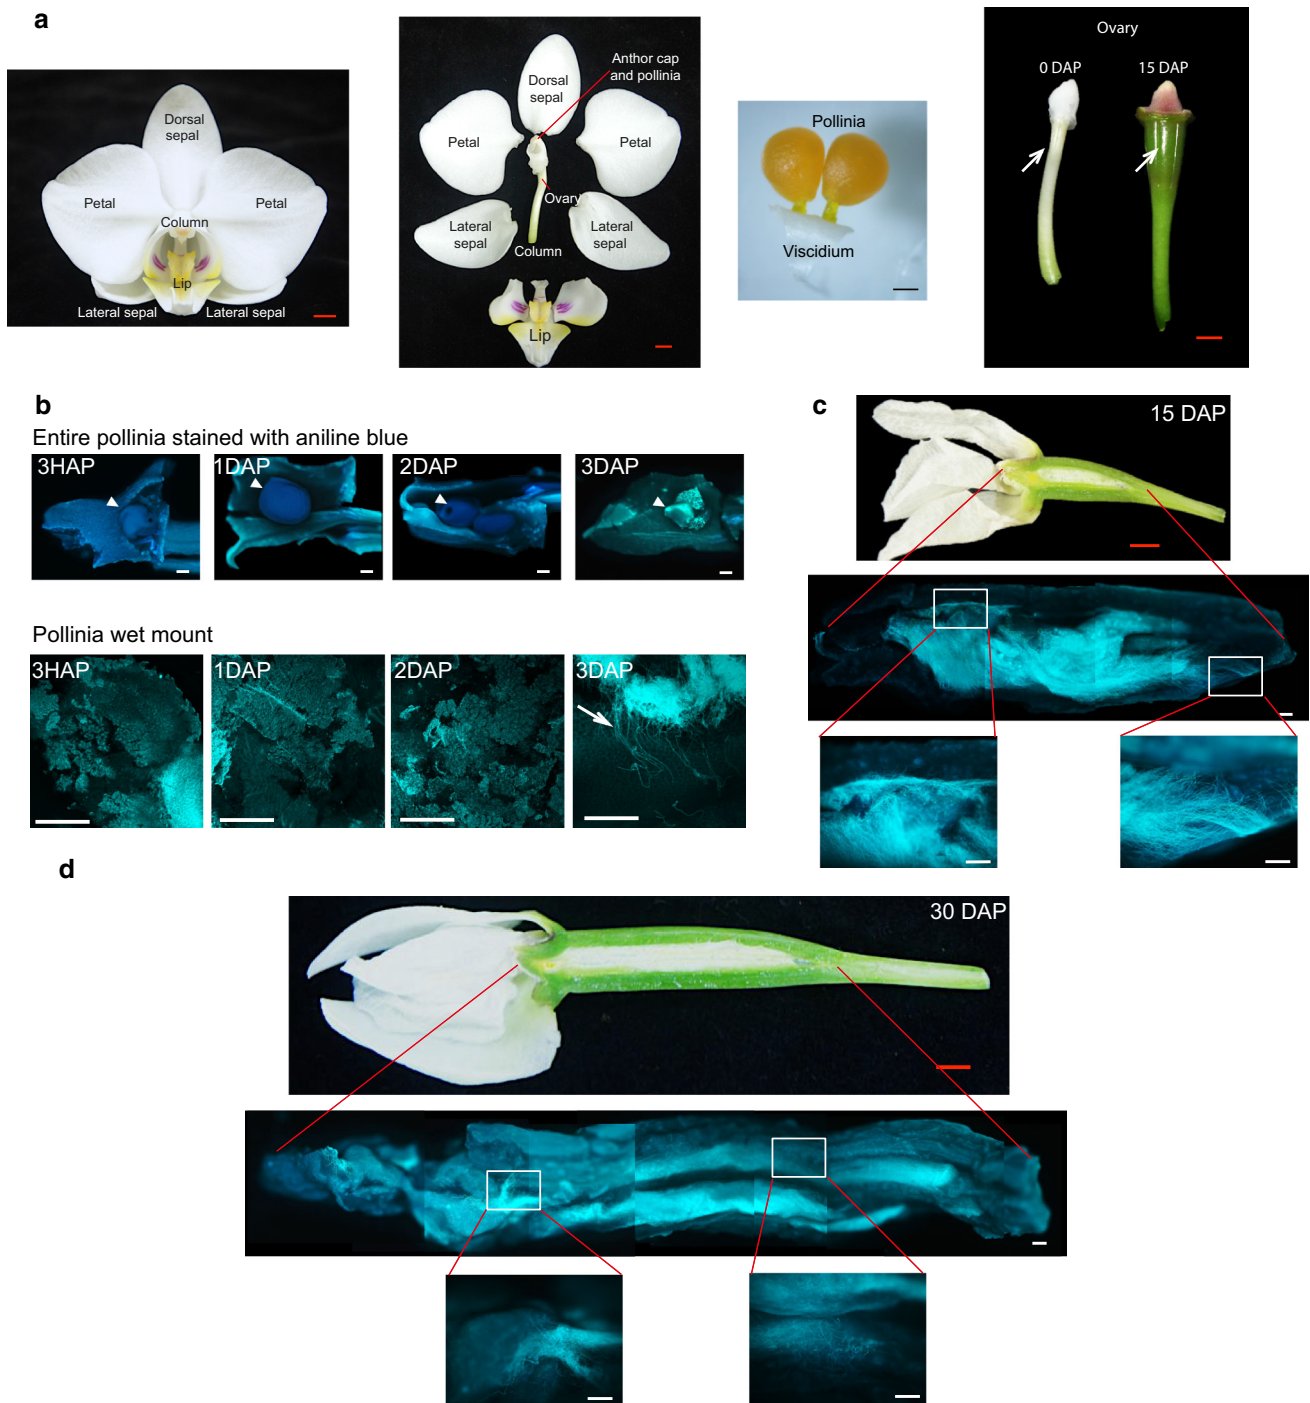 a
Dorsal
sepal
Petal
Petal
Column
Lip
Lateral sepal
Lateral sepal
Anthor cap
and pollinia
Dorsal
sepal
Petal
Petal
Ovary
Lateral
sepal
Lateral
sepal
Column
Lip
Pollinia
Viscidium
Ovary
0 DAP
15 DAP
b
Entire pollinia stained with aniline blue
3HAP
1DAP
2DAP
3DAP
Pollinia wet mount
3HAP
1DAP
2DAP
3DAP
c
15 DAP
d
30 DAP